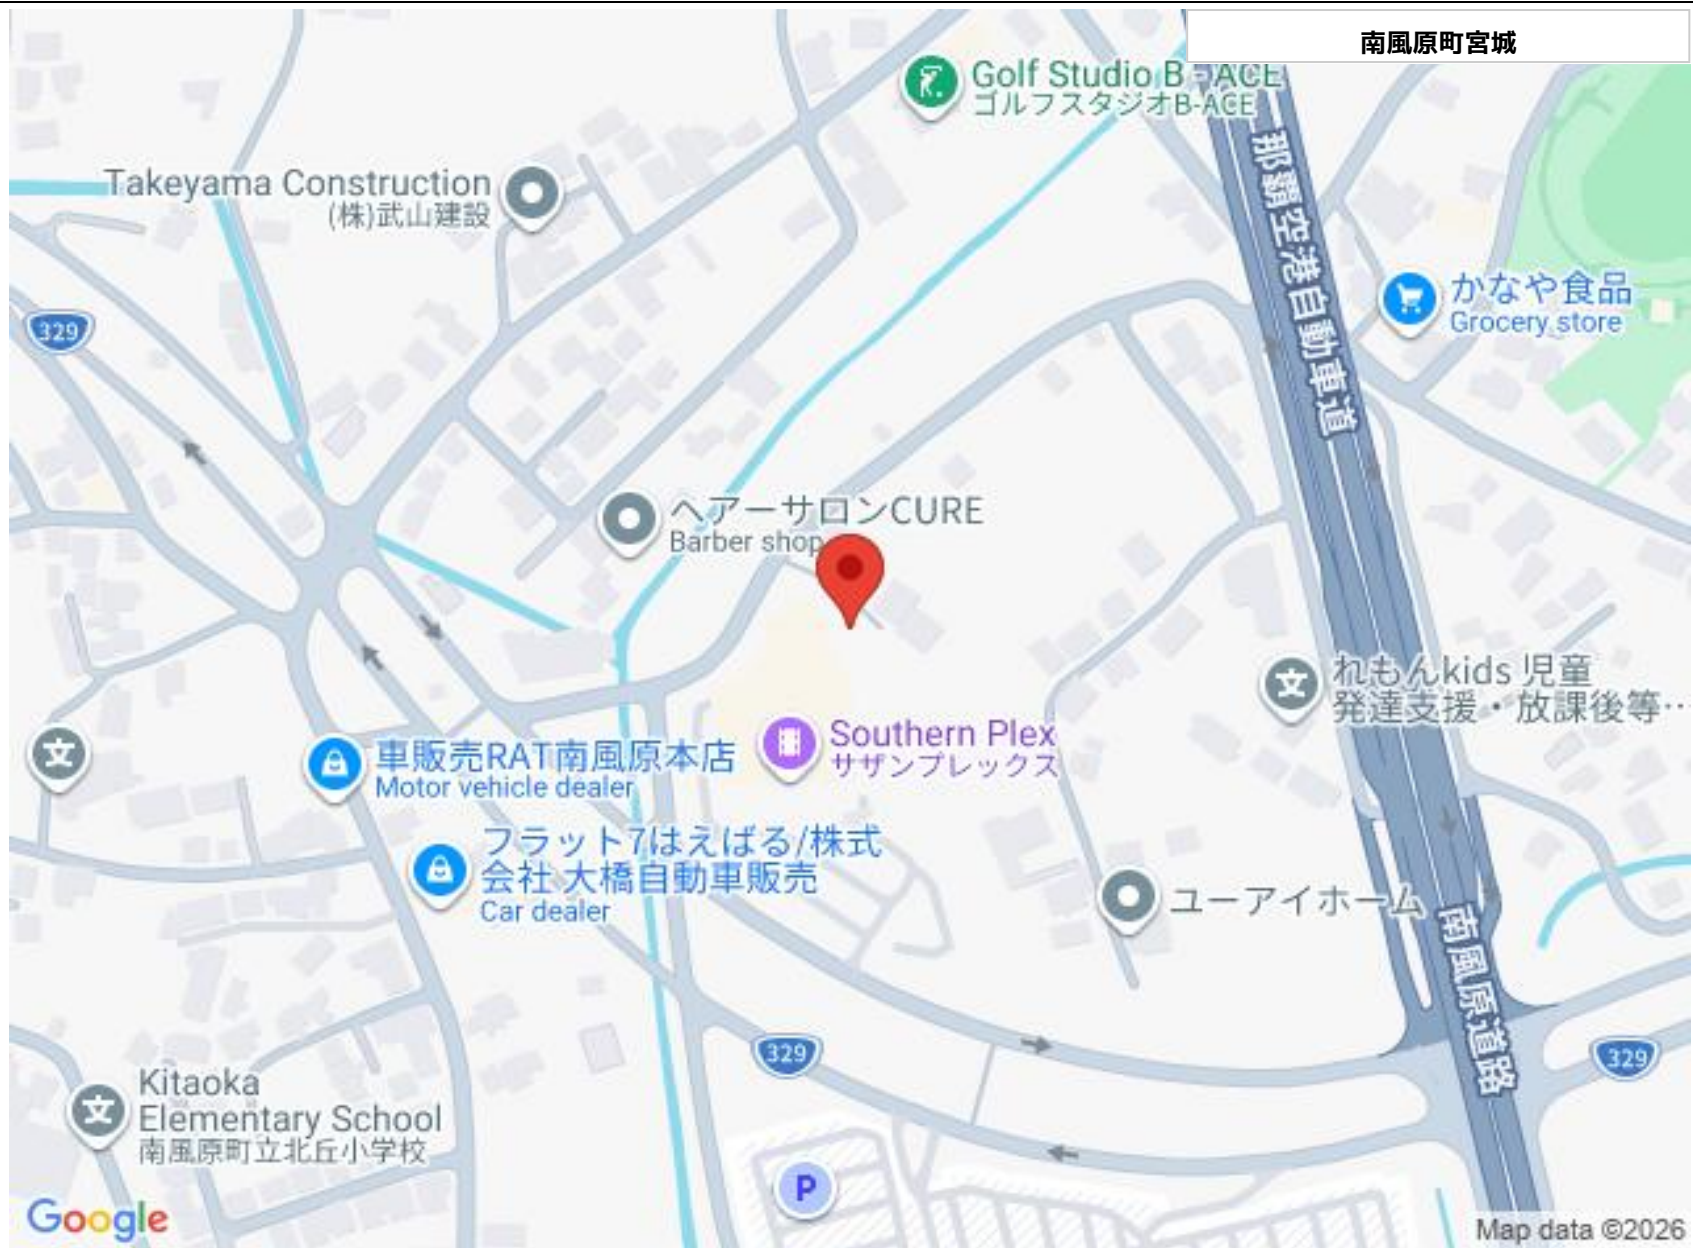 南風原町宮城
Golf Studio B - ACE
ゴルフスタジオB-ACE
Takeyama Construction
(株)武山建設
那覇空港自動車道
かなや食品
Grocery store
329
ヘアーサロンCURE
Barber shop
れもんkids 児童
発達支援・放課後等…
Southern Plex
サザンプレックス
車販売RAT南風原本店
Motor vehicle dealer
フラット7はえばる/株式
会社 大橋自動車販売
Car dealer
ユーアイホーム
南風原道路
329
329
Kitaoka
Elementary School
南風原町立北丘小学校
P
Google
Map data ©2026